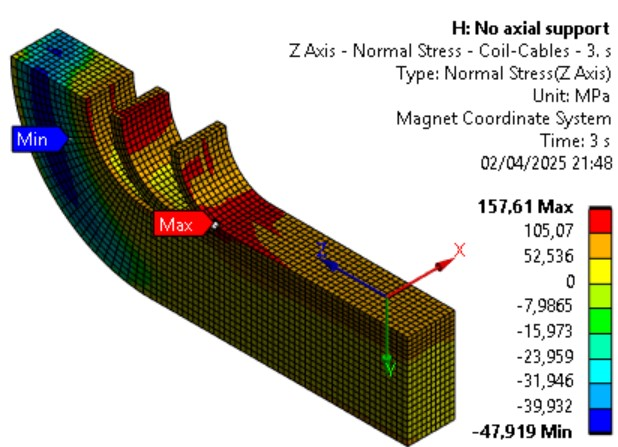 H: No axial support
Z Axis - Normal Stress - Coil-Cables - 3. s
Type: Normal Stress(Z Axis)
Unit: MPa
Magnet Coordinate System
Time: 3 s
02/04/2025 21:48
Min
Max
157,61 Max
105,07
52,536
0
-7,9865
-15,973
-23,959
-31,946
-39,932
-47,919 Min
Z
X
Y